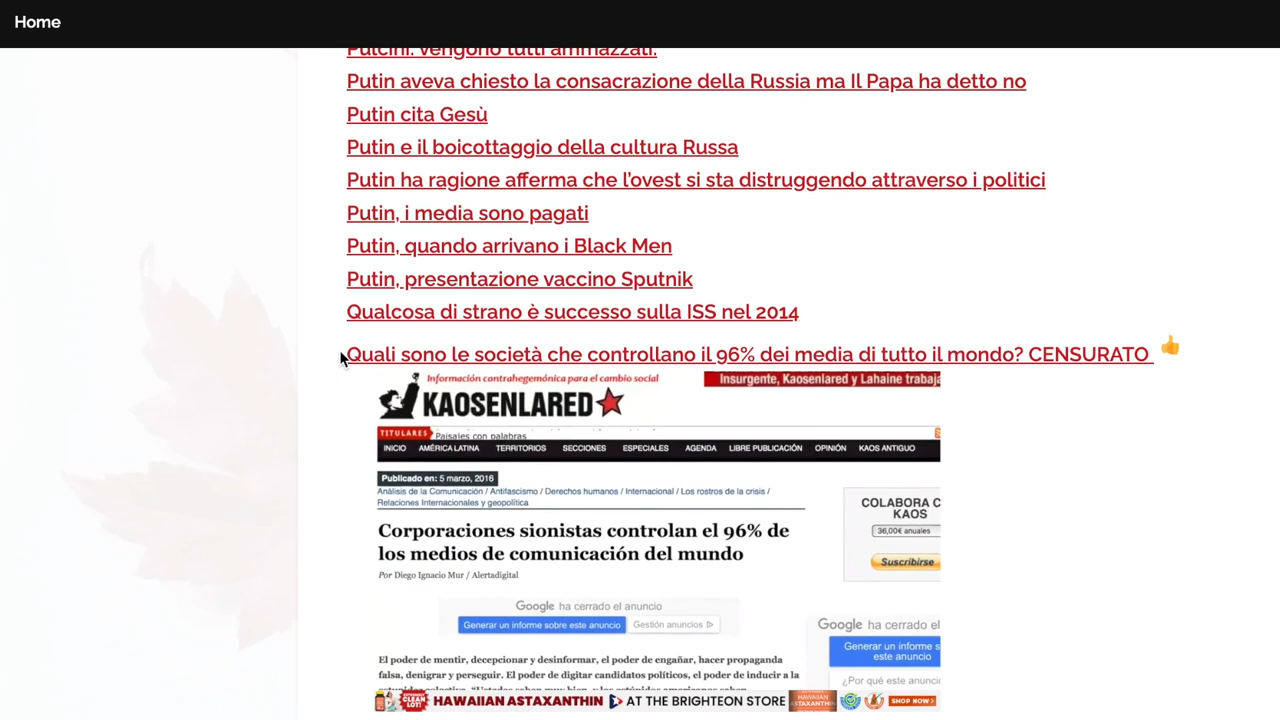 Home
Pulcini: vengono tutti ammazzati.
Putin aveva chiesto la consacrazione della Russia ma Il Papa ha detto no
Putin cita Gesù
Putin e il boicottaggio della cultura Russa
Putin ha ragione afferma che l'ovest si sta distruggendo attraverso i politici
Putin, i media sono pagati
Putin, quando arrivano i Black Men
Putin, presentazione vaccino Sputnik
Qualcosa di strano è successo sulla ISS nel 2014
Quali sono le società che controllano il 96% dei media di tutto il mondo? CENSURATO 👍
Información contrahegemónica para el cambio social
Insurgente, Kaosenlared y Lahaine trabaja
KAOSENLARED
TITULARES Paisajes con palabras
INICIO AMÉRICA LATINA TERRITORIOS SECCIONES ESPECIALES AGENDA LIBRE PUBLICACIÓN OPINIÓN KAOS ANTIGUO
Publicado en: 5 marzo, 2016
Análisis de la Comunicación / Antifascismo / Derechos humanos / Internacional / Los rostros de la crisis /
Relaciones Internacionales y geopolítica
COLABORA C
KAOS
36,00€ anuales
Suscribirse
Corporaciones sionistas controlan el 96% de
los medios de comunicación del mundo
Por Diego Ignacio Mur / Alertadigital
Google ha cerrado el anuncio
Generar un informe sobre este anuncio Gestión anuncios
Google ha cerrado el
Generar un informe s
este anuncio
¿Por qué este anunci
El poder de mentir, decepcionar y desinformar, el poder de engañar, hacer propaganda
falsa, denigrar y perseguir. El poder de digitar candidatos políticos, el poder de inducir a la
CLEAN LOT! HAWAIIAN ASTAXANTHIN AT THE BRIGHTEON STORE HAWAIIAN ASTAXANTHIN SHOP NOW